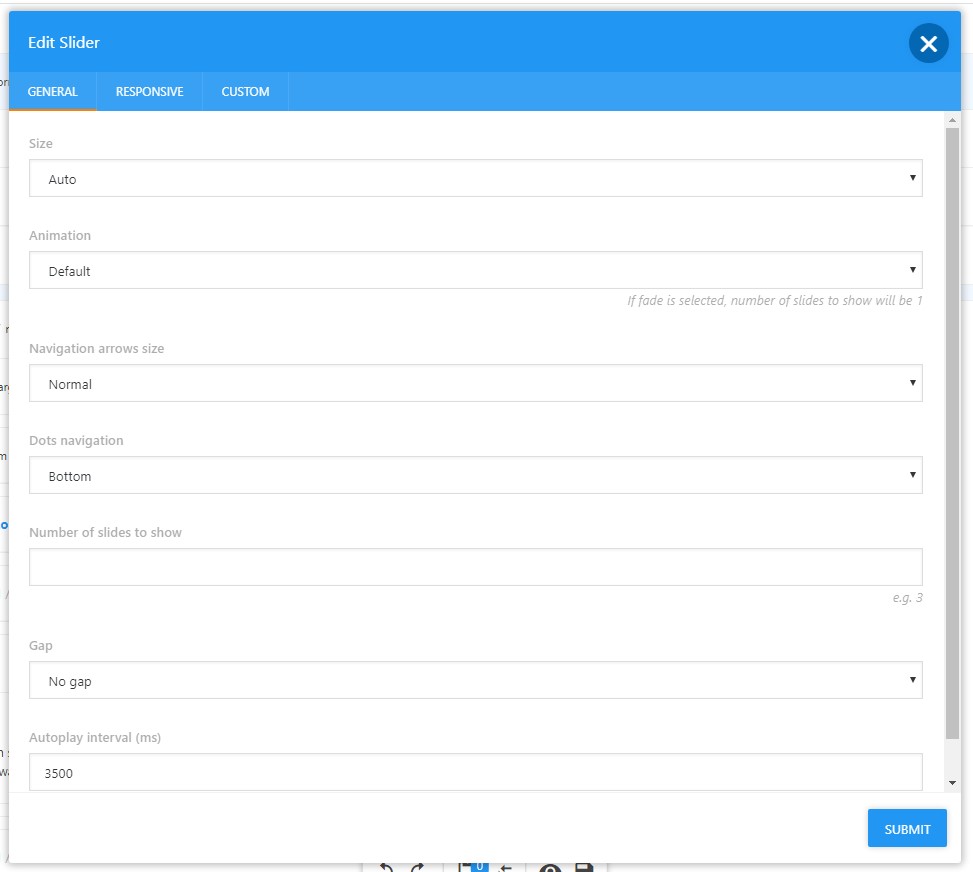 Edit Slider
GENERAL RESPONSIVE CUSTOM
Size
Auto
Animation
Default
If fade is selected, number of slides to show will be 1
Navigation arrows size
Normal
Dots navigation
Bottom
Number of slides to show
e.g. 3
Gap
No gap
Autoplay interval (ms)
3500
SUBMIT
0